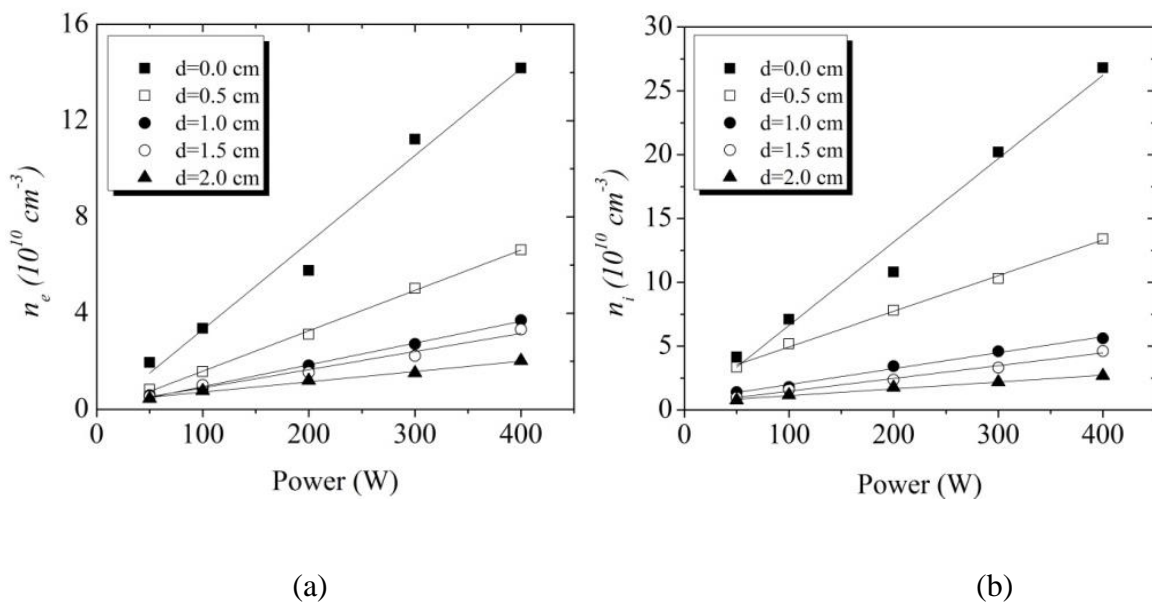 16
12
8
4
0
n_e (10^10 cm^-3)
d=0.0 cm
d=0.5 cm
d=1.0 cm
d=1.5 cm
d=2.0 cm
0 100 200 300 400
Power (W)
(a)
30
25
20
15
10
5
0
n_i (10^10 cm^-3)
d=0.0 cm
d=0.5 cm
d=1.0 cm
d=1.5 cm
d=2.0 cm
0 100 200 300 400
Power (W)
(b)